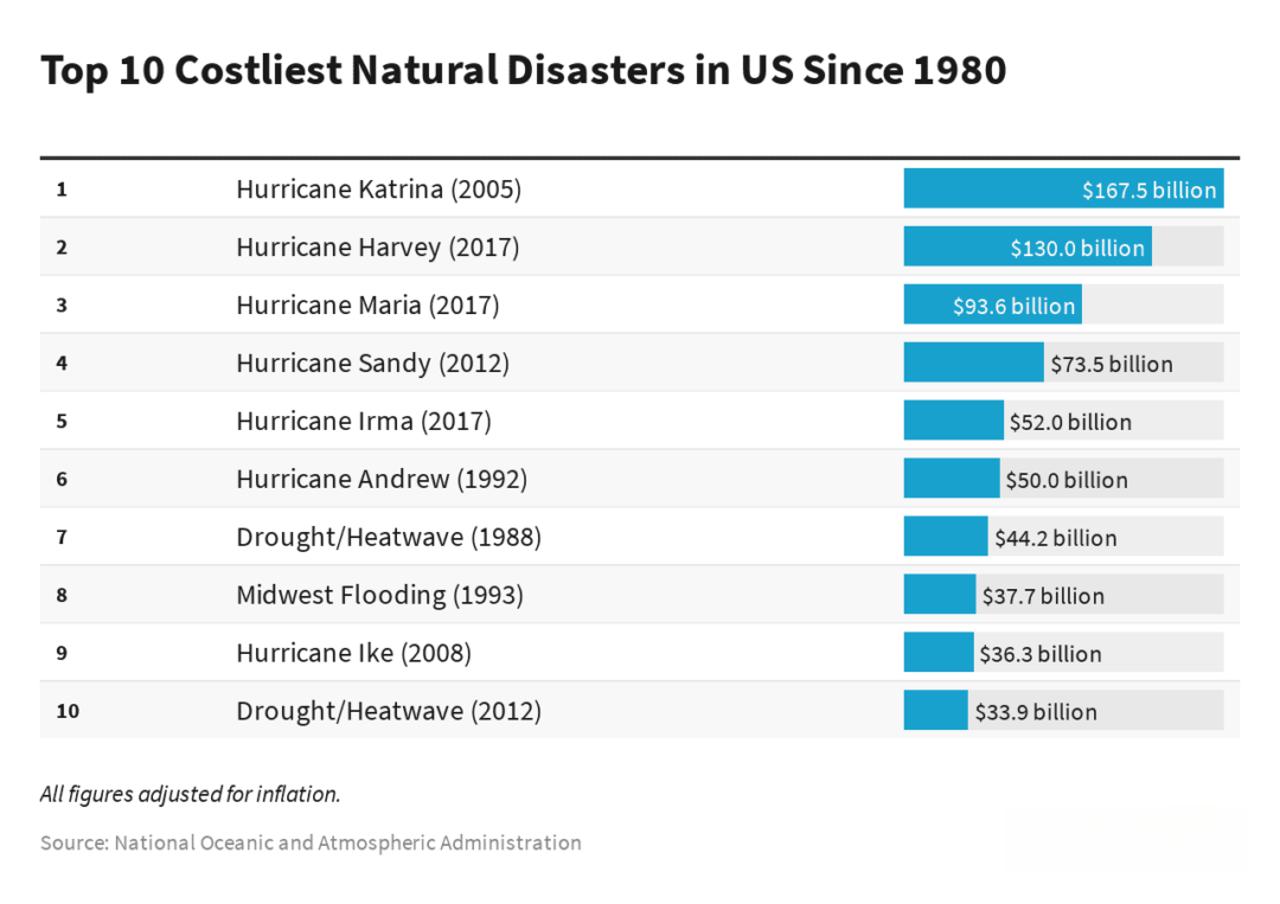 Top 10 Costliest Natural Disasters in US Since 1980
1 Hurricane Katrina (2005) $167.5 billion
2 Hurricane Harvey (2017) $130.0 billion
3 Hurricane Maria (2017) $93.6 billion
4 Hurricane Sandy (2012) $73.5 billion
5 Hurricane Irma (2017) $52.0 billion
6 Hurricane Andrew (1992) $50.0 billion
7 Drought/Heatwave (1988) $44.2 billion
8 Midwest Flooding (1993) $37.7 billion
9 Hurricane Ike (2008) $36.3 billion
10 Drought/Heatwave (2012) $33.9 billion
All figures adjusted for inflation.
Source: National Oceanic and Atmospheric Administration